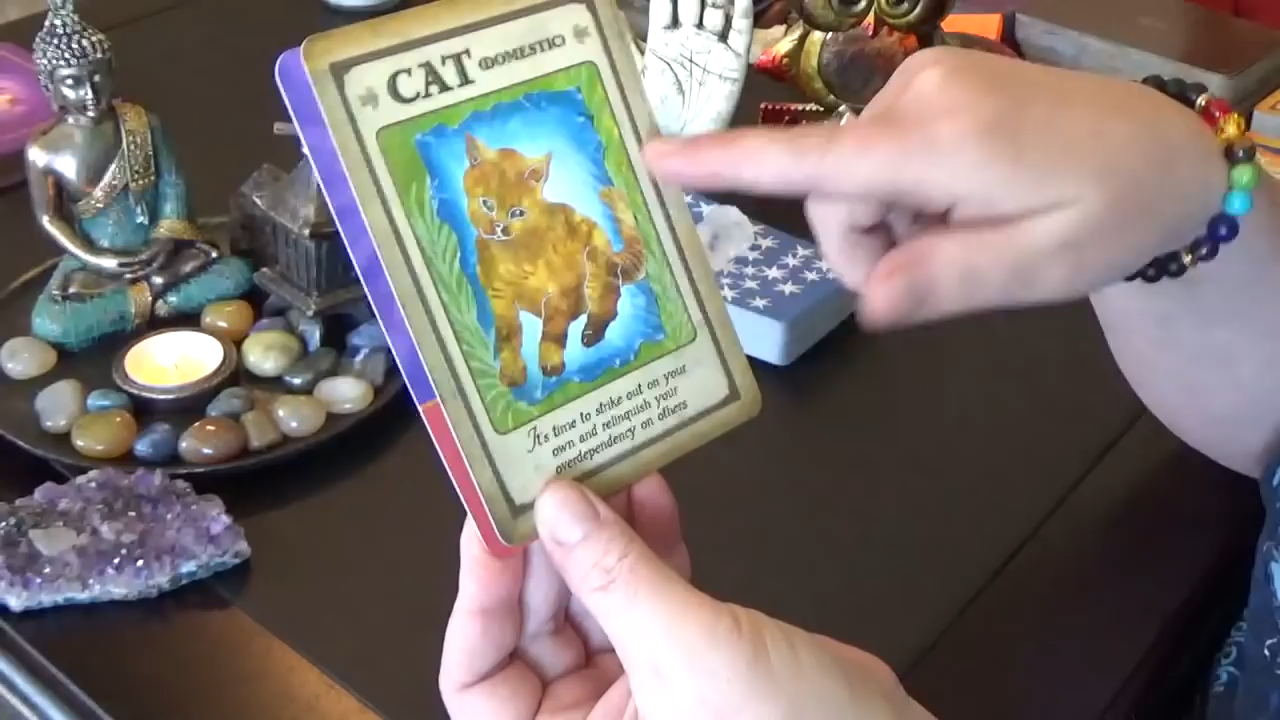 CAT (DOMESTIC)
It's time to strike out on your
own and relinquish your
overdependency on others